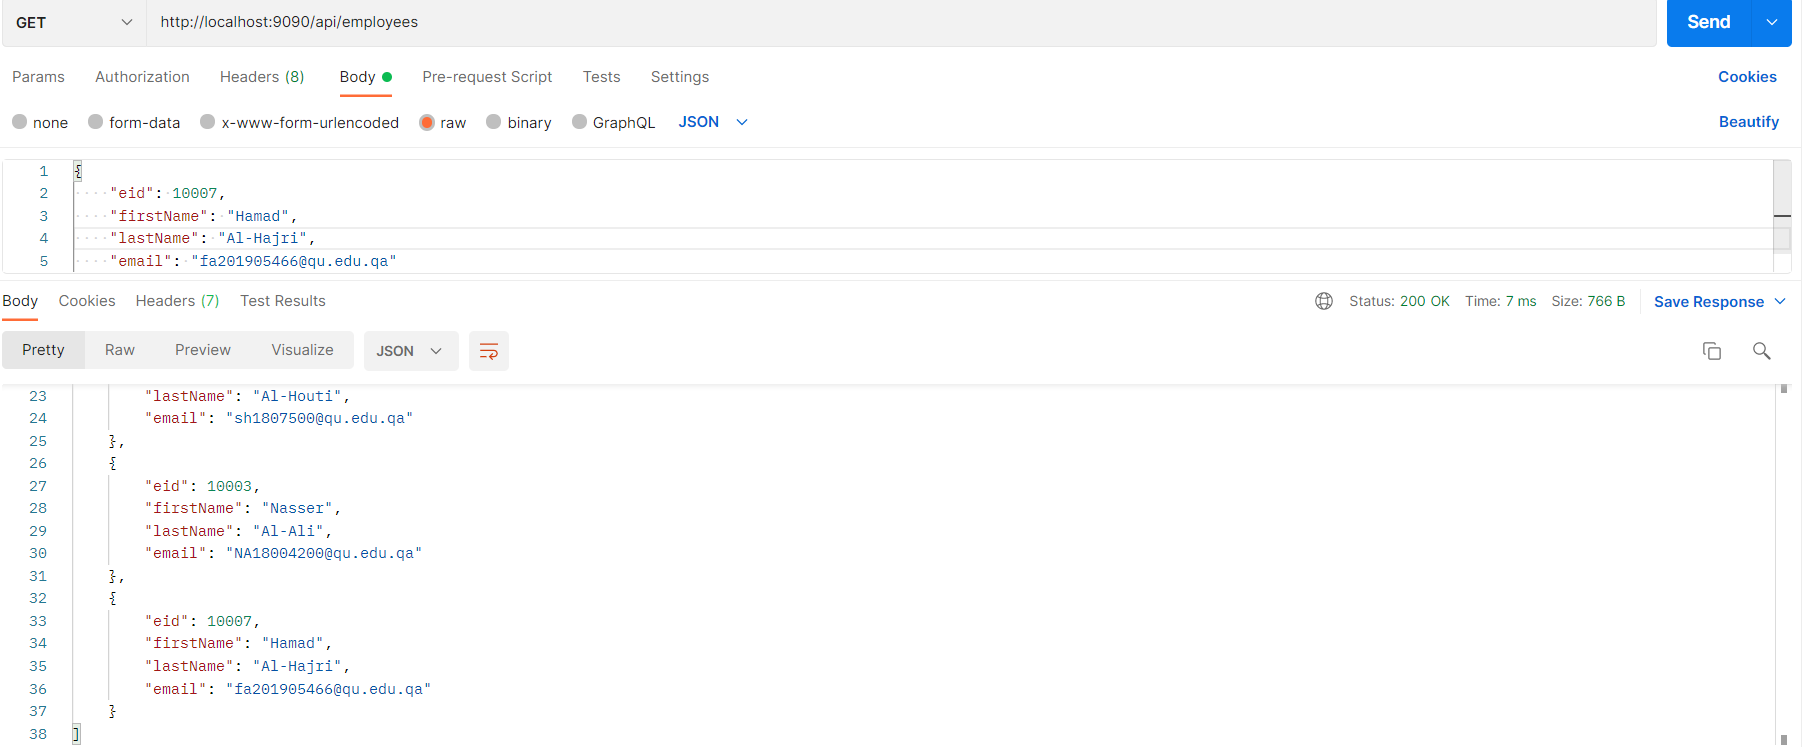 GET http://localhost:9090/api/employees Send
Params Authorization Headers (8) Body Pre-request Script Tests Settings Cookies
none form-data x-www-form-urlencoded raw binary GraphQL JSON Beautify
1 {
2 "eid": 10007,
3 "firstName": "Hamad",
4 "lastName": "Al-Hajri",
5 "email": "fa201905466@qu.edu.qa"
Body Cookies Headers (7) Test Results Status: 200 OK Time: 7 ms Size: 766 B Save Response
Pretty Raw Preview Visualize JSON
23 "lastName": "Al-Houti",
24 "email": "sh1807500@qu.edu.qa"
25 },
26 {
27 "eid": 10003,
28 "firstName": "Nasser",
29 "lastName": "Al-Ali",
30 "email": "NA18004200@qu.edu.qa"
31 },
32 {
33 "eid": 10007,
34 "firstName": "Hamad",
35 "lastName": "Al-Hajri",
36 "email": "fa201905466@qu.edu.qa"
37 }
38 ]